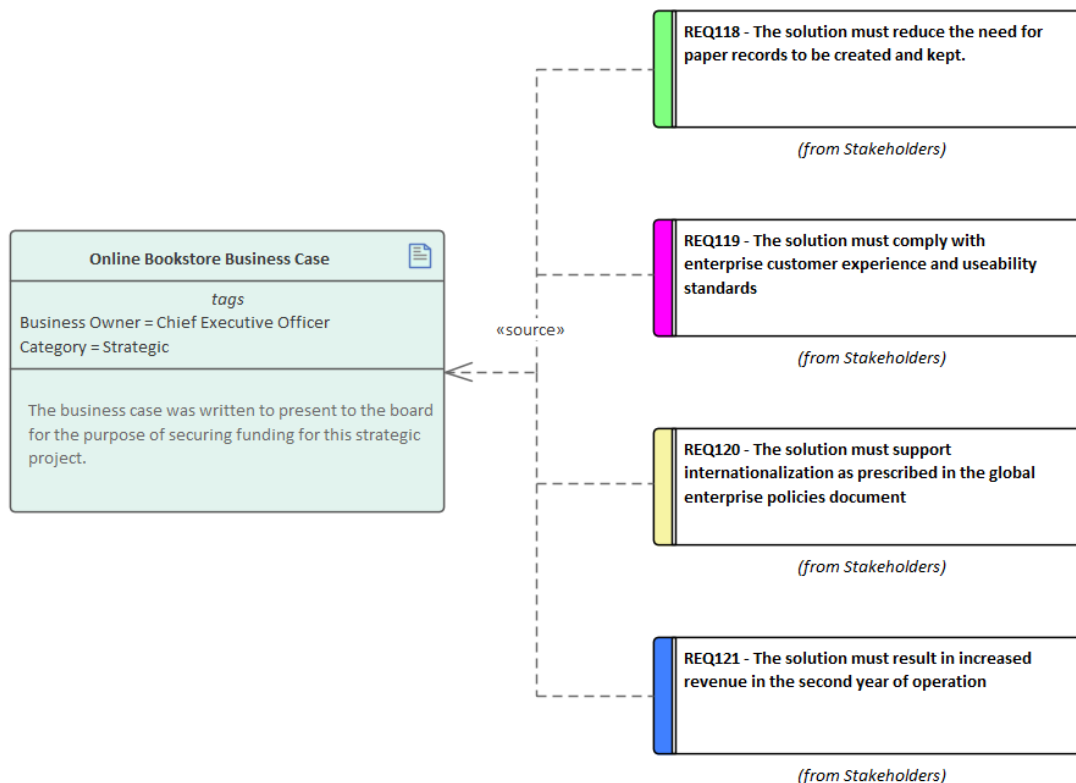 REQ118 - The solution must reduce the need for
paper records to be created and kept.
(from Stakeholders)
REQ119 - The solution must comply with
enterprise customer experience and useability
standards
(from Stakeholders)
Online Bookstore Business Case
tags
Business Owner = Chief Executive Officer
Category = Strategic
The business case was written to present to the board
for the purpose of securing funding for this strategic
project.
«source»
REQ120 - The solution must support
internationalization as prescribed in the global
enterprise policies document
(from Stakeholders)
REQ121 - The solution must result in increased
revenue in the second year of operation
(from Stakeholders)